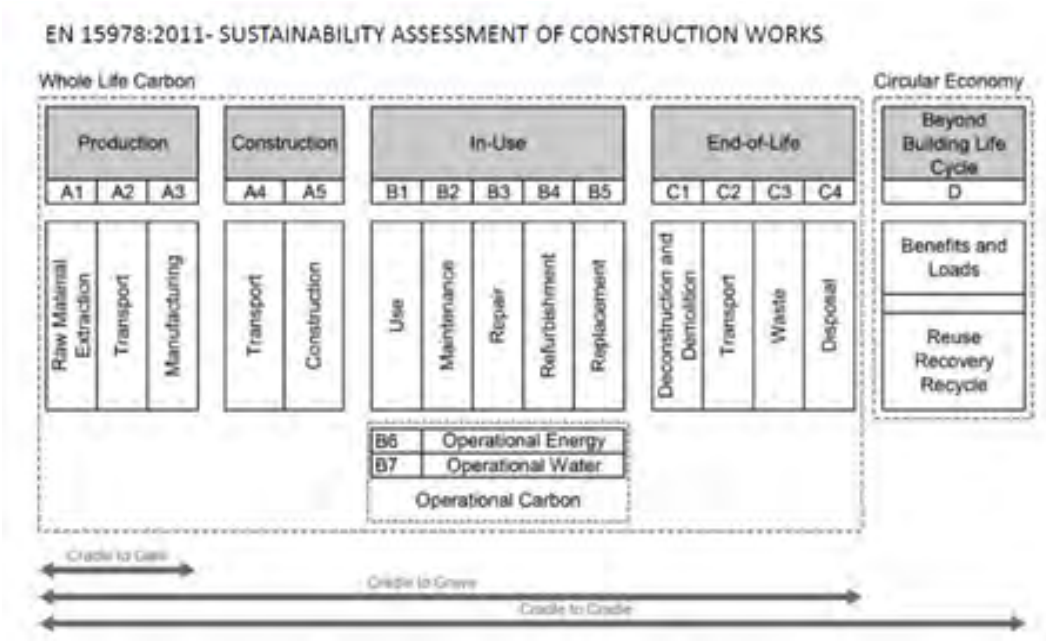 EN 15978:2011- SUSTAINABILITY ASSESSMENT OF CONSTRUCTION WORKS
Whole Life Carbon
Circular Economy
Production
Construction
In-Use
End-of-Life
Beyond
Building Life
Cycle
A1
A2
A3
A4
A5
B1
B2
B3
B4
B5
C1
C2
C3
C4
D
Raw Material
Extraction
Transport
Manufacturing
Transport
Construction
Use
Maintenance
Repair
Refurbishment
Replacement
Deconstruction and
Demolition
Transport
Waste
Disposal
Benefits and
Loads
Reuse
Recovery
Recycle
B6 Operational Energy
B7 Operational Water
Operational Carbon
Cradle to Gate
Cradle to Grave
Cradle to Cradle